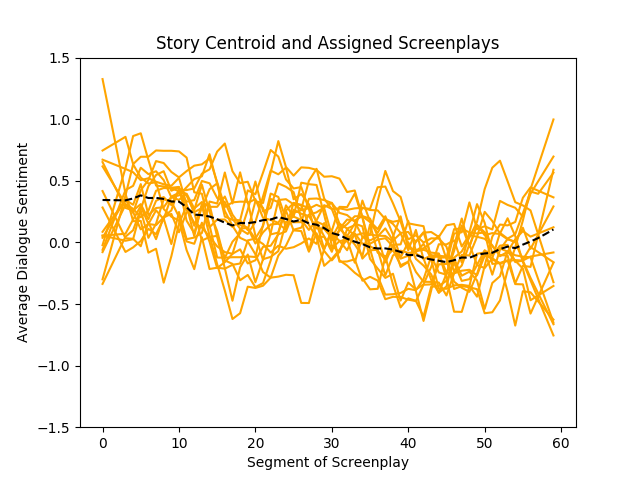 Story Centroid and Assigned Screenplays
1.5
1.0
0.5
0.0
−0.5
−1.0
−1.5
Average Dialogue Sentiment
0 10 20 30 40 50 60
Segment of Screenplay